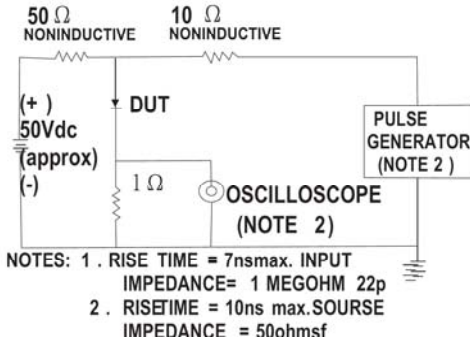 50 Ω
NONINDUCTIVE
10 Ω
NONINDUCTIVE
(+ )
50Vdc
(approx)
(-)
DUT
1 Ω
OSCILLOSCOPE
(NOTE 2)
PULSE
GENERATOR
(NOTE 2 )
NOTES: 1 . RISE TIME = 7nsmax. INPUT
IMPEDANCE= 1 MEGOHM 22p
2 . RISETIME = 10ns max.SOURSE
IMPEDANCE = 50ohmsf